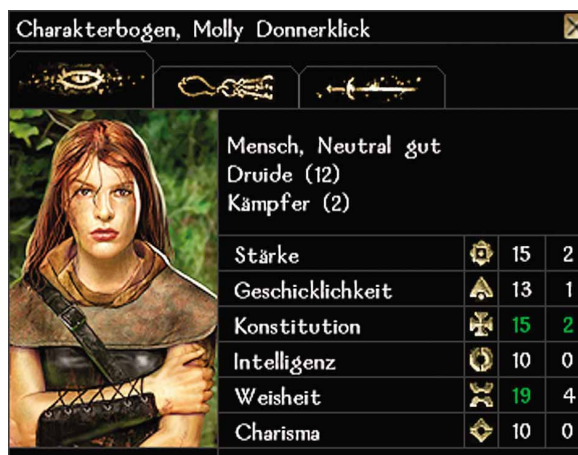 Charakterbogen, Molly Donnerklick
Mensch, Neutral gut
Druide (12)
Kämpfer (2)
Stärke 15 2
Geschicklichkeit 13 1
Konstitution 15 2
Intelligenz 10 0
Weisheit 19 4
Charisma 10 0